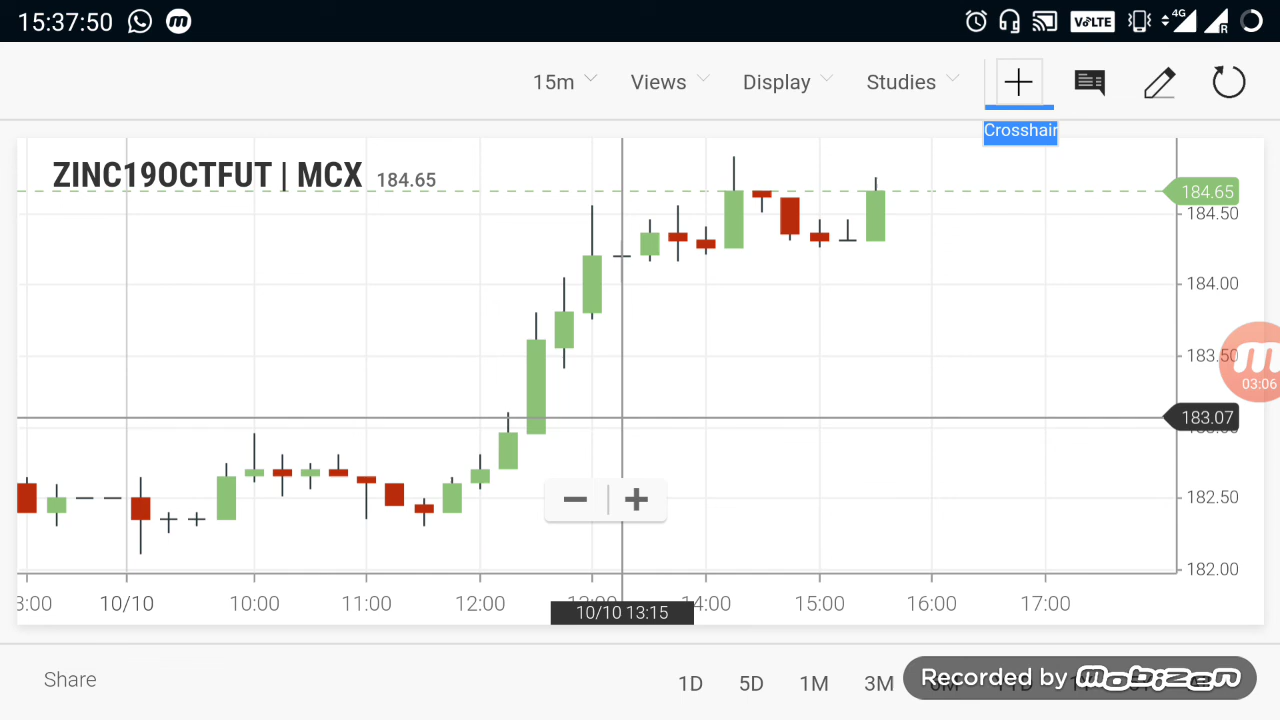 15:37:50 4G VoLTE R
15m Views Display Studies
Crosshair
ZINC19OCTFUT | MCX 184.65
184.65
184.50
184.00
183.50
03:06
183.07
182.50
182.00
10/10 10:00 11:00 12:00 14:00 15:00 16:00 17:00
10/10 13:15
Share 1D 5D 1M 3M
Recorded by mobizen